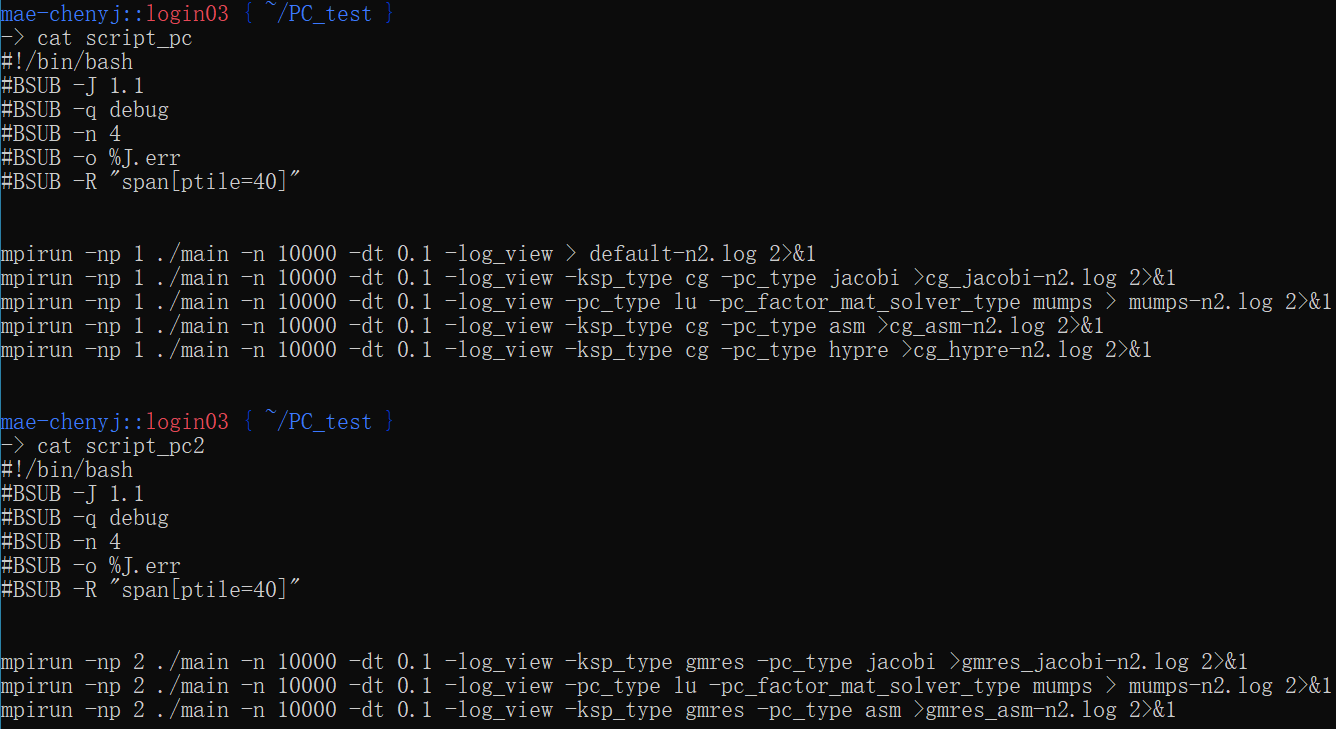 mae-chenyj::login03 { ~/PC_test }
-> cat script_pc
#!/bin/bash
#BSUB -J 1.1
#BSUB -q debug
#BSUB -n 4
#BSUB -o %J.err
#BSUB -R "span[ptile=40]"
mpirun -np 1 ./main -n 10000 -dt 0.1 -log_view > default-n2.log 2>&1
mpirun -np 1 ./main -n 10000 -dt 0.1 -log_view -ksp_type cg -pc_type jacobi >cg_jacobi-n2.log 2>&1
mpirun -np 1 ./main -n 10000 -dt 0.1 -log_view -pc_type lu -pc_factor_mat_solver_type mumps > mumps-n2.log 2>&1
mpirun -np 1 ./main -n 10000 -dt 0.1 -log_view -ksp_type cg -pc_type asm >cg_asm-n2.log 2>&1
mpirun -np 1 ./main -n 10000 -dt 0.1 -log_view -ksp_type cg -pc_type hypre >cg_hypre-n2.log 2>&1
mae-chenyj::login03 { ~/PC_test }
-> cat script_pc2
#!/bin/bash
#BSUB -J 1.1
#BSUB -q debug
#BSUB -n 4
#BSUB -o %J.err
#BSUB -R "span[ptile=40]"
mpirun -np 2 ./main -n 10000 -dt 0.1 -log_view -ksp_type gmres -pc_type jacobi >gmres_jacobi-n2.log 2>&1
mpirun -np 2 ./main -n 10000 -dt 0.1 -log_view -pc_type lu -pc_factor_mat_solver_type mumps > mumps-n2.log 2>&1
mpirun -np 2 ./main -n 10000 -dt 0.1 -log_view -ksp_type gmres -pc_type asm >gmres_asm-n2.log 2>&1